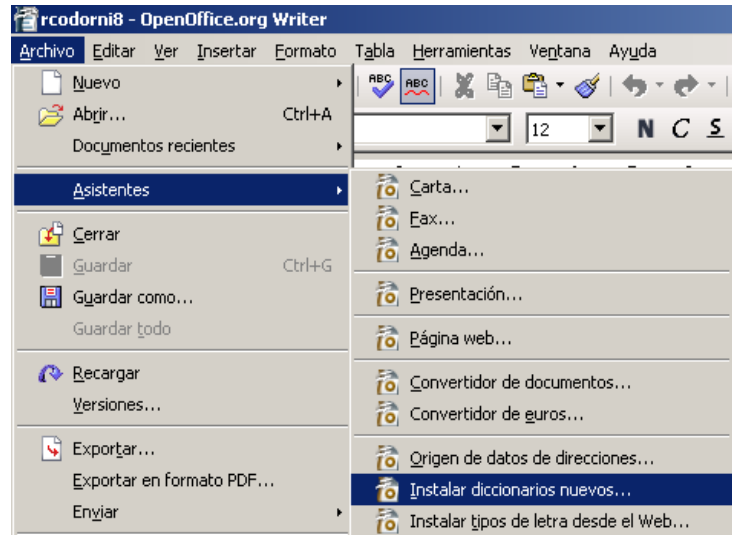 rcodorni8 - OpenOffice.org Writer
Archivo Editar Ver Insertar Formato Tabla Herramientas Ventana Ayuda
Nuevo
Abrir... Ctrl+A
Documentos recientes
Asistentes
Cerrar
Guardar Ctrl+G
Guardar como...
Guardar todo
Recargar
Versiones...
Exportar...
Exportar en formato PDF...
Enviar
ABC ABC
12 N C S
Carta...
Fax...
Agenda...
Presentación...
Página web...
Convertidor de documentos...
Convertidor de euros...
Origen de datos de direcciones...
Instalar diccionarios nuevos...
Instalar tipos de letra desde el Web...